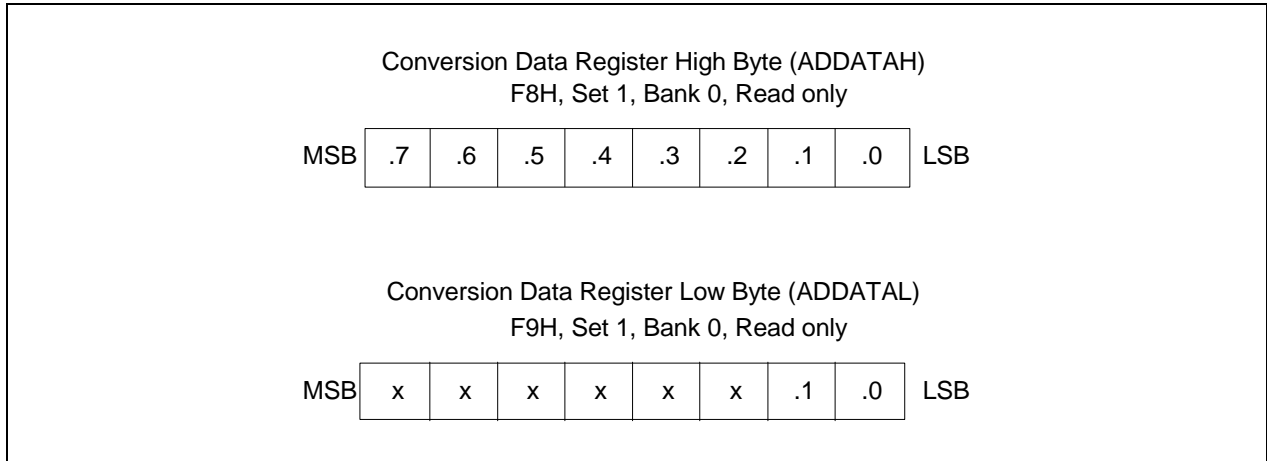 Conversion Data Register High Byte (ADDATAH)
F8H, Set 1, Bank 0, Read only
MSB .7 .6 .5 .4 .3 .2 .1 .0 LSB
Conversion Data Register Low Byte (ADDATAL)
F9H, Set 1, Bank 0, Read only
MSB x x x x x x .1 .0 LSB